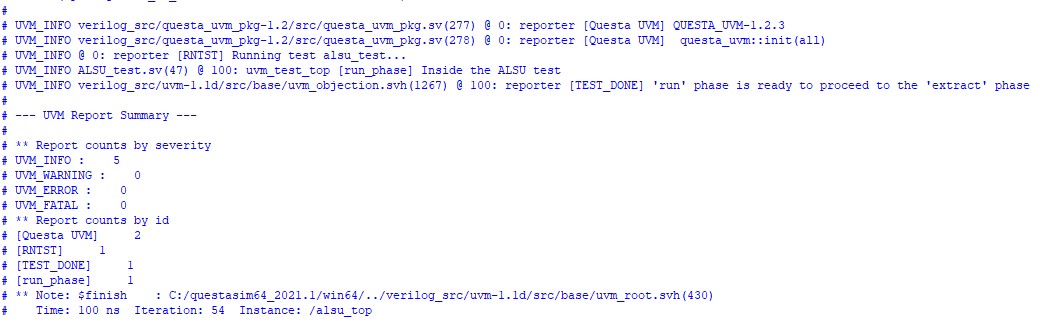 #
# UVM_INFO verilog_src/questa_uvm_pkg-1.2/src/questa_uvm_pkg.sv(277) @ 0: reporter [Questa UVM] QUESTA_UVM-1.2.3
# UVM_INFO verilog_src/questa_uvm_pkg-1.2/src/questa_uvm_pkg.sv(278) @ 0: reporter [Questa UVM]  questa_uvm::init(all)
# UVM_INFO @ 0: reporter [RNTST] Running test alsu_test...
# UVM_INFO ALSU_test.sv(47) @ 100: uvm_test_top [run_phase] Inside the ALSU test
# UVM_INFO verilog_src/uvm-1.1d/src/base/uvm_objection.svh(1267) @ 100: reporter [TEST_DONE] 'run' phase is ready to proceed to the 'extract' phase
#
# --- UVM Report Summary ---
#
# ** Report counts by severity
# UVM_INFO :    5
# UVM_WARNING :    0
# UVM_ERROR :    0
# UVM_FATAL :    0
# ** Report counts by id
# [Questa UVM]     2
# [RNTST]     1
# [TEST_DONE]     1
# [run_phase]     1
# ** Note: $finish    : C:/questasim64_2021.1/win64/../verilog_src/uvm-1.1d/src/base/uvm_root.svh(430)
#    Time: 100 ns  Iteration: 54  Instance: /alsu_top